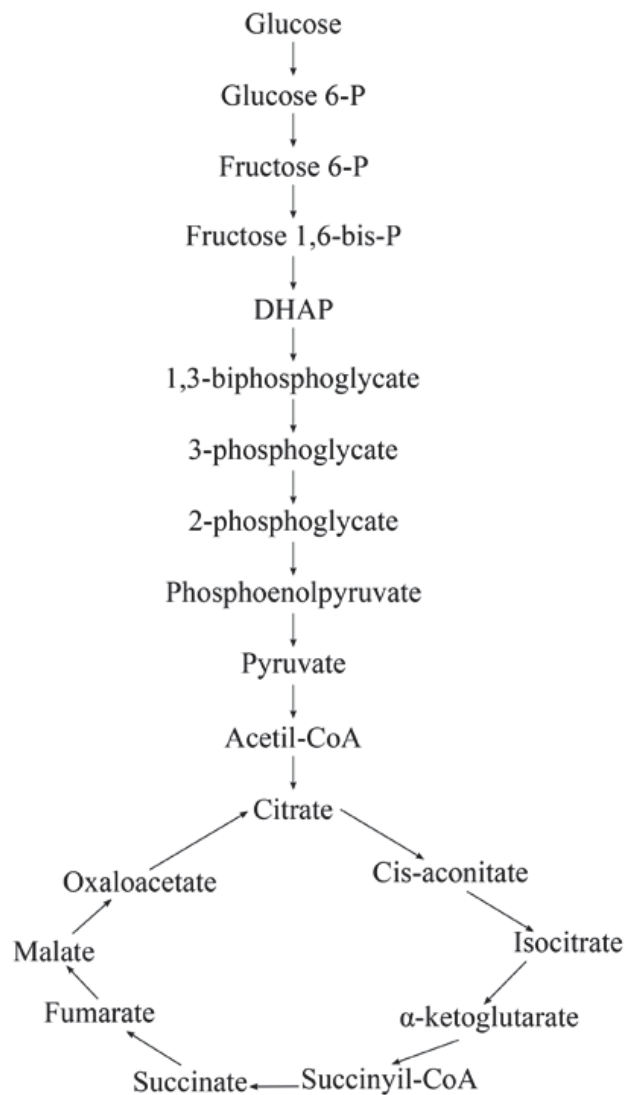 Glucose
Glucose 6-P
Fructose 6-P
Fructose 1,6-bis-P
DHAP
1,3-biphosphoglycate
3-phosphoglycate
2-phosphoglycate
Phosphoenolpyruvate
Pyruvate
Acetil-CoA
Citrate
Cis-aconitate
Oxaloacetate
Isocitrate
Malate
Fumarate
α-ketoglutarate
Succinate
Succinyil-CoA